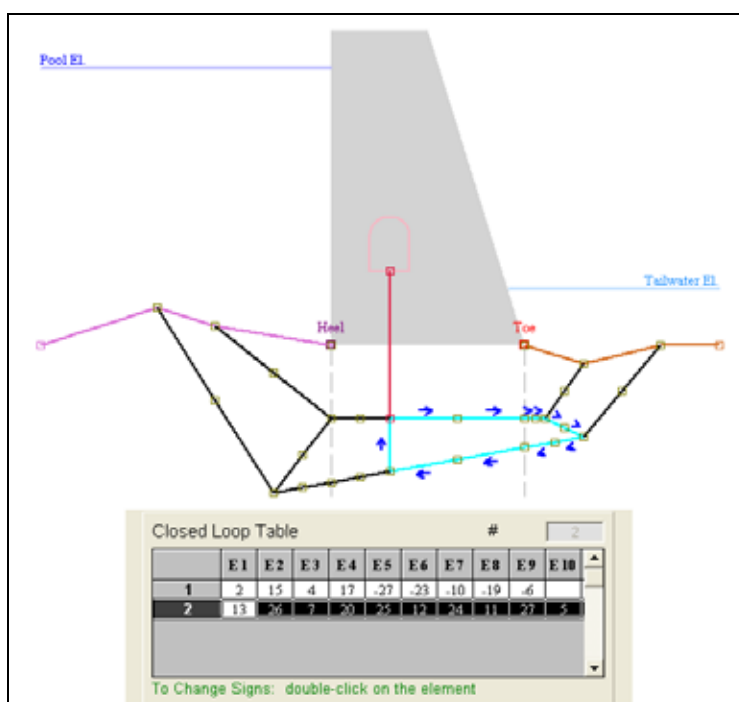 Pool El.
Tailwater El.
Heel Toe
Closed Loop Table # 2
E1 E2 E3 E4 E5 E6 E7 E8 E9 E10
1 2 15 4 17 -27 -23 -10 -19 -6
2 13 26 7 20 25 12 24 11 27 5
To Change Signs: double-click on the element